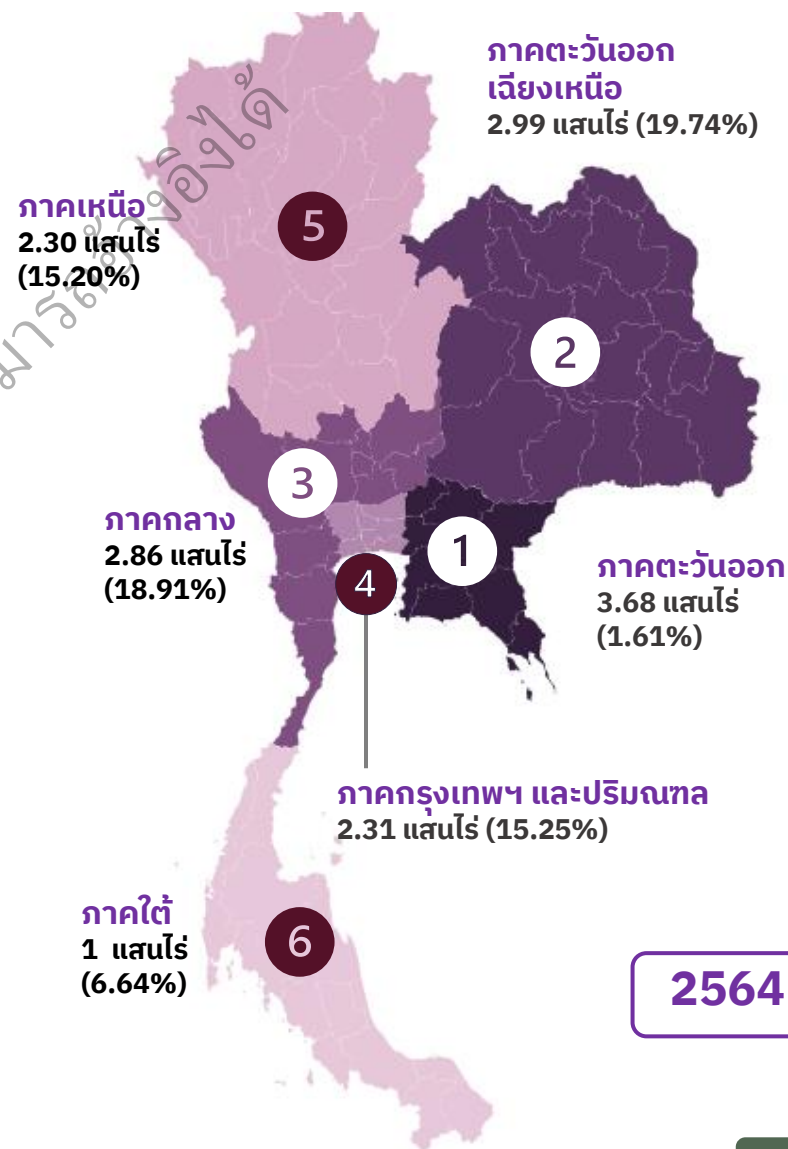 ภาคตะวันออก
เฉียงเหนือ
2.99 แสนไร่ (19.74%)
ภาคเหนือ
2.30 แสนไร่
(15.20%)
5
2
3
ภาคกลาง
2.86 แสนไร่
(18.91%)
1
4
ภาคตะวันออก
3.68 แสนไร่
(1.61%)
ภาคกรุงเทพฯ และปริมณฑล
2.31 แสนไร่ (15.25%)
ภาคใต้
1 แสนไร่
(6.64%)
6
2564